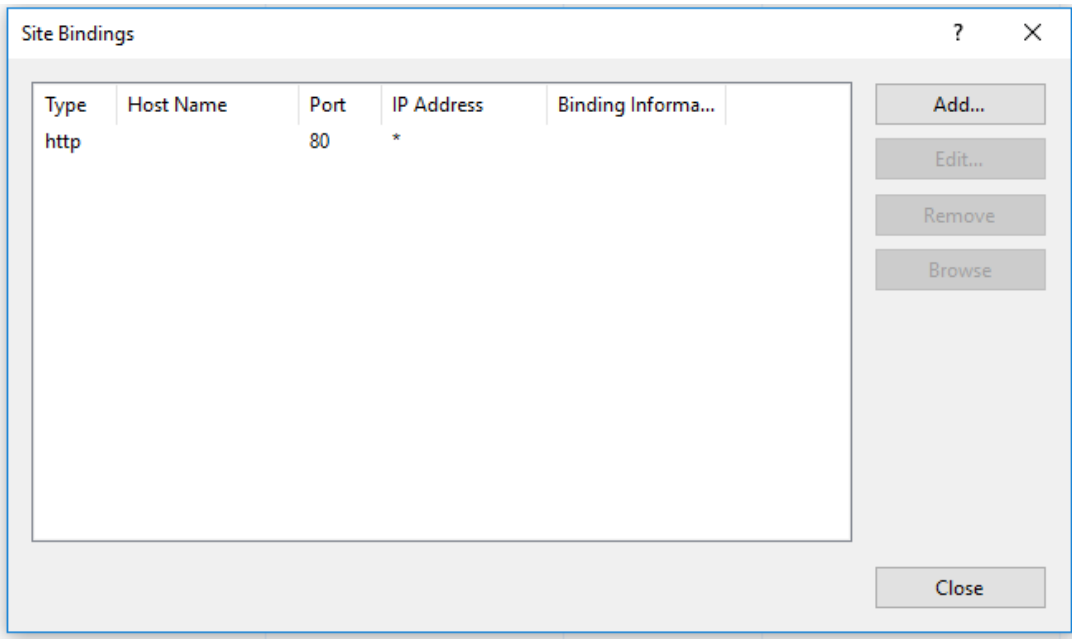 Site Bindings ? ×
Type Host Name Port IP Address Binding Informa...
http 80 *
Add...
Edit...
Remove
Browse
Close